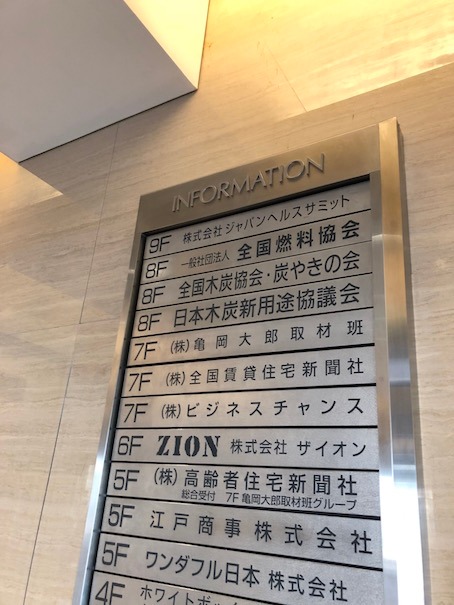 INFORMATION
9F 株式会社 ジャパンヘルスサミット
8F 一般社団法人 全国燃料協会
8F 全国木炭協会・炭やきの会
8F 日本木炭新用途協議会
7F (株)亀岡大郎取材班
7F (株)全国賃貸住宅新聞社
7F (株)ビジネスチャンス
6F ZION 株式会社 ザイオン
5F (株)高齢者住宅新聞社
総合受付 7F 亀岡大郎取材班グループ
5F 江戸商事株式会社
5F ワンダフル日本 株式会社
4F